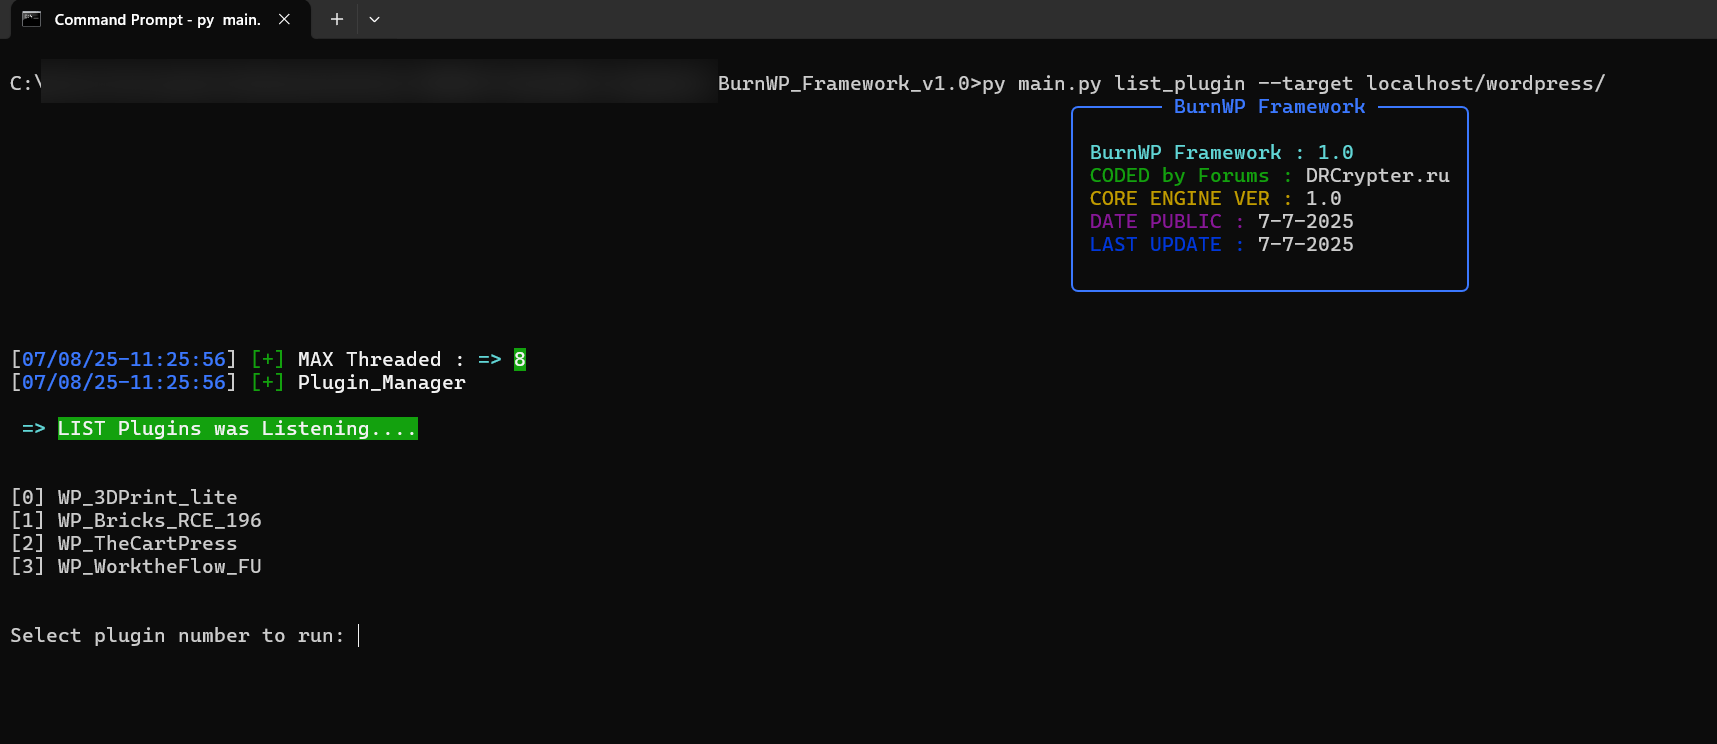 Command Prompt - py  main.
C:\BurnWP_Framework_v1.0>py main.py list_plugin --target localhost/wordpress/
BurnWP Framework
BurnWP Framework : 1.0
CODED by Forums : DRCrypter.ru
CORE ENGINE VER : 1.0
DATE PUBLIC : 7-7-2025
LAST UPDATE : 7-7-2025
[07/08/25-11:25:56] [+] MAX Threaded : => 8
[07/08/25-11:25:56] [+] Plugin_Manager
=> LIST Plugins was Listening....
[0] WP_3DPrint_lite
[1] WP_Bricks_RCE_196
[2] WP_TheCartPress
[3] WP_WorktheFlow_FU
Select plugin number to run: